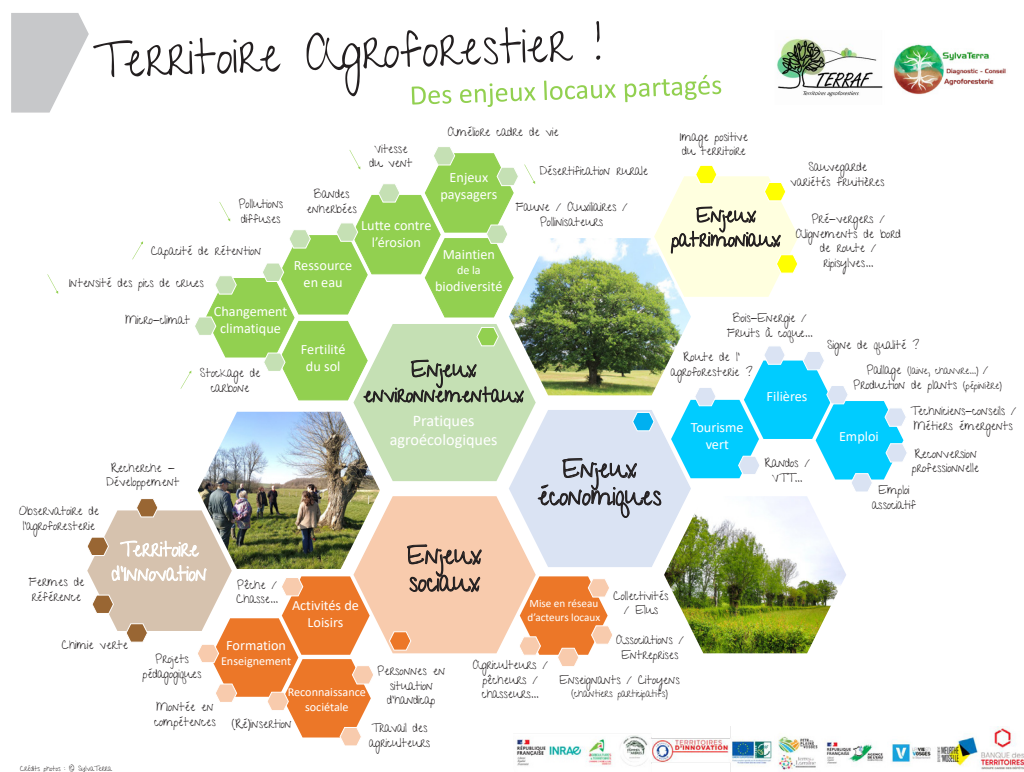 Territoire Agroforestier !
Des enjeux locaux partagés
TERRAF
Territoires agroforestiers
SylvaTerra
Diagnostic - Conseil
Agroforesterie
Améliore cadre de vie
Vitesse
du vent
Désertification rurale
Enjeux
paysagers
Bandes
enherbées
Faune / Auxiliaires /
Pollinisateurs
Pollutions
diffuses
Lutte contre
l'érosion
Maintien
de la
biodiversité
Capacité de rétention
Ressource
en eau
Intensité des pics de crues
Changement
climatique
Micro-climat
Fertilité
du sol
Stockage de
carbone
Enjeux
environnementaux
Pratiques
agroécologiques
Image positive
du territoire
Sauvegarde
variétés fruitières
Enjeux
patrimoniaux
Pré-vergers /
Alignements de bord
de route /
Ripisylves...
Bois-Energie /
Fruits à coque...
Signe de qualité ?
Route de l'
agroforesterie ?
Paillage (laine, chanvre...) /
Production de plants (pépinière)
Filières
Tourisme
vert
Emploi
Techniciens-conseils /
Métiers émergents
Reconversion
professionnelle
Randos /
VTT...
Emploi
associatif
Enjeux
économiques
Recherche –
Développement
Observatoire de
l'agroforesterie
Territoire
d'innovation
Fermes de
référence
Chimie verte
Enjeux
sociaux
Pêche /
Chasse...
Activités de
Loisirs
Formation
Enseignement
Projets
pédagogiques
Montée en
compétences
(Ré)insertion
Reconnaissance
sociétale
Personnes en
situation
d'handicap
Travail des
agriculteurs
Mise en réseau
d'acteurs locaux
Collectivités
/ Elus
Associations /
Entreprises
Agriculteurs /
pêcheurs /
chasseurs...
Enseignants / Citoyens
(chantiers participatifs)
RÉPUBLIQUE
FRANÇAISE
INRAE
TERRITOIRES
D'INNOVATION
RÉPUBLIQUE
FRANÇAISE
BANQUE des
TERRITOIRES
Crédits photos : © SylvaTerra